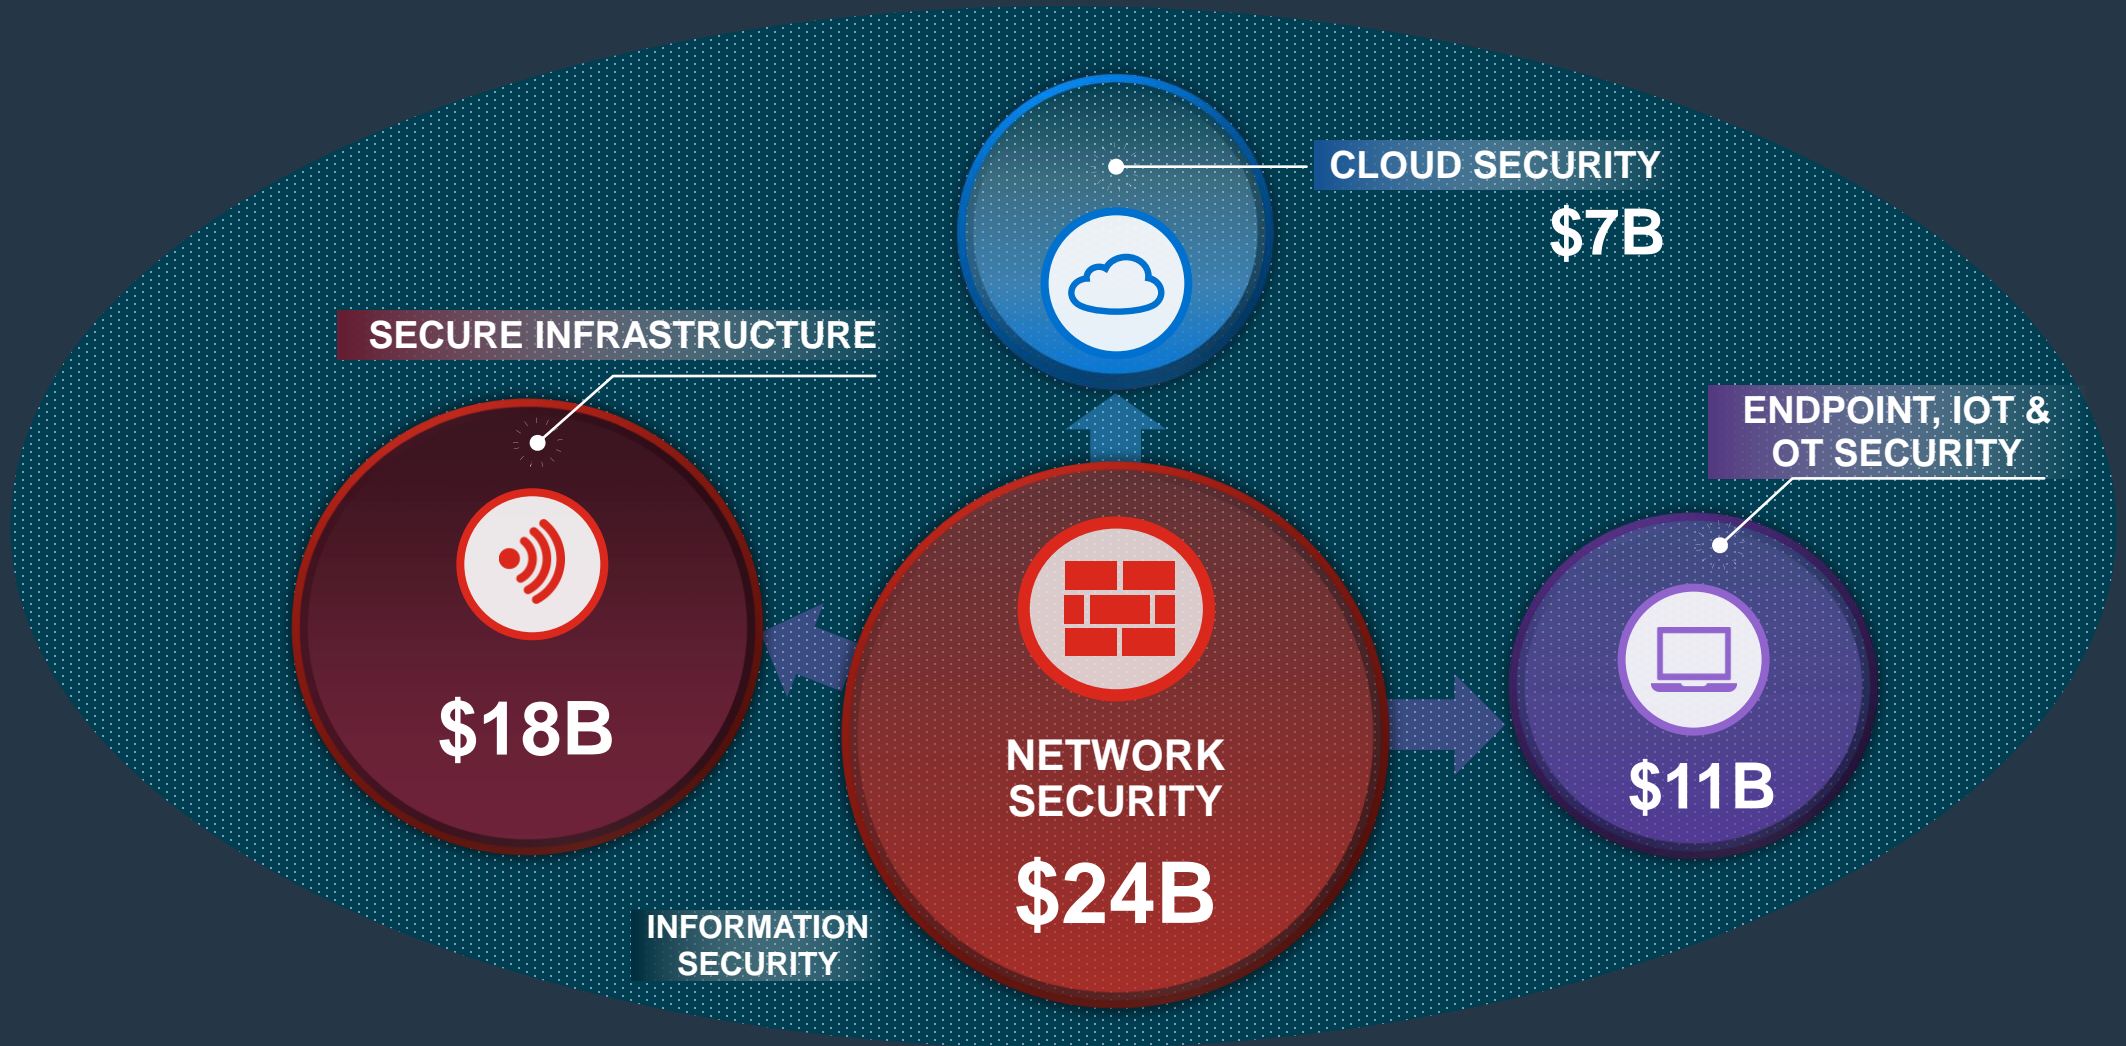 CLOUD SECURITY
$7B
SECURE INFRASTRUCTURE
$18B
ENDPOINT, IOT &
OT SECURITY
$11B
NETWORK
SECURITY
$24B
INFORMATION
SECURITY